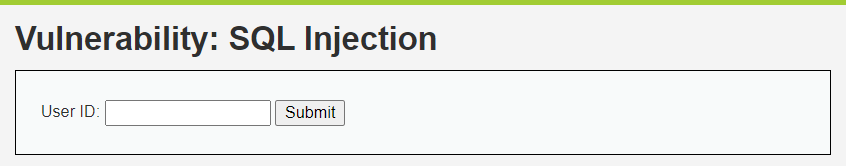 Vulnerability: SQL Injection
User ID: Submit